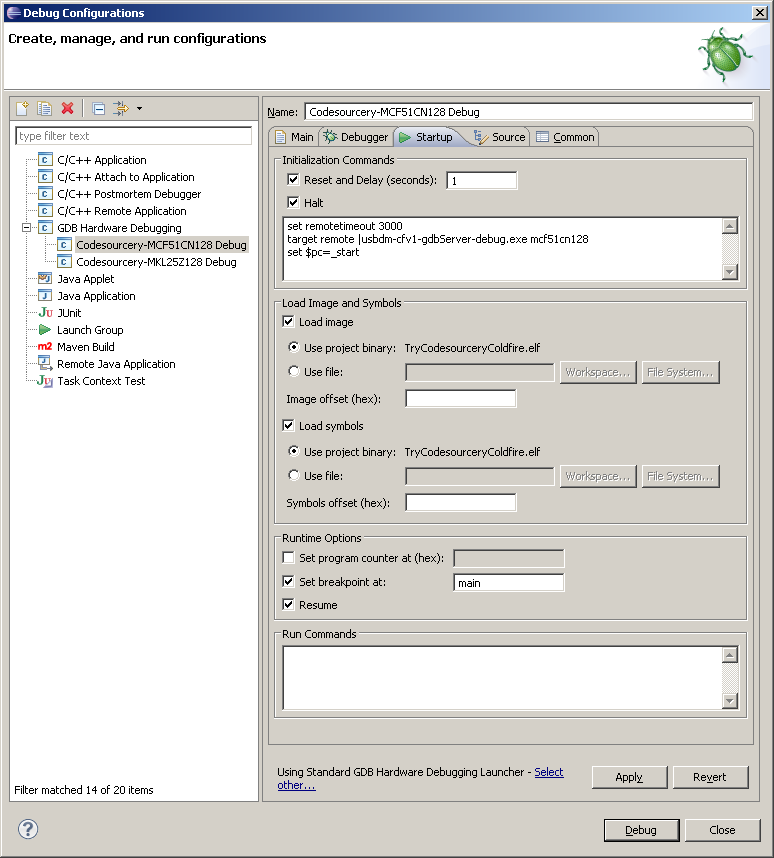 Debug Configurations
Create, manage, and run configurations
type filter text
C/C++ Application
C/C++ Attach to Application
C/C++ Postmortem Debugger
C/C++ Remote Application
GDB Hardware Debugging
Codesourcery-MCF51CN128 Debug
Codesourcery-MKL25Z128 Debug
Java Applet
Java Application
JUnit
Launch Group
Maven Build
Remote Java Application
Task Context Test
Filter matched 14 of 20 items
Name: Codesourcery-MCF51CN128 Debug
Main Debugger Startup Source Common
Initialization Commands
Reset and Delay (seconds): 1
Halt
set remotetimeout 3000
target remote |usbdm-cfv1-gdbServer-debug.exe mcf51cn128
set $pc=_start
Load Image and Symbols
Load image
Use project binary: TryCodesourceryColdfire.elf
Use file: Workspace... File System...
Image offset (hex):
Load symbols
Use project binary: TryCodesourceryColdfire.elf
Use file: Workspace... File System...
Symbols offset (hex):
Runtime Options
Set program counter at (hex):
Set breakpoint at: main
Resume
Run Commands
Using Standard GDB Hardware Debugging Launcher - Select
other...
Apply Revert
Debug Close